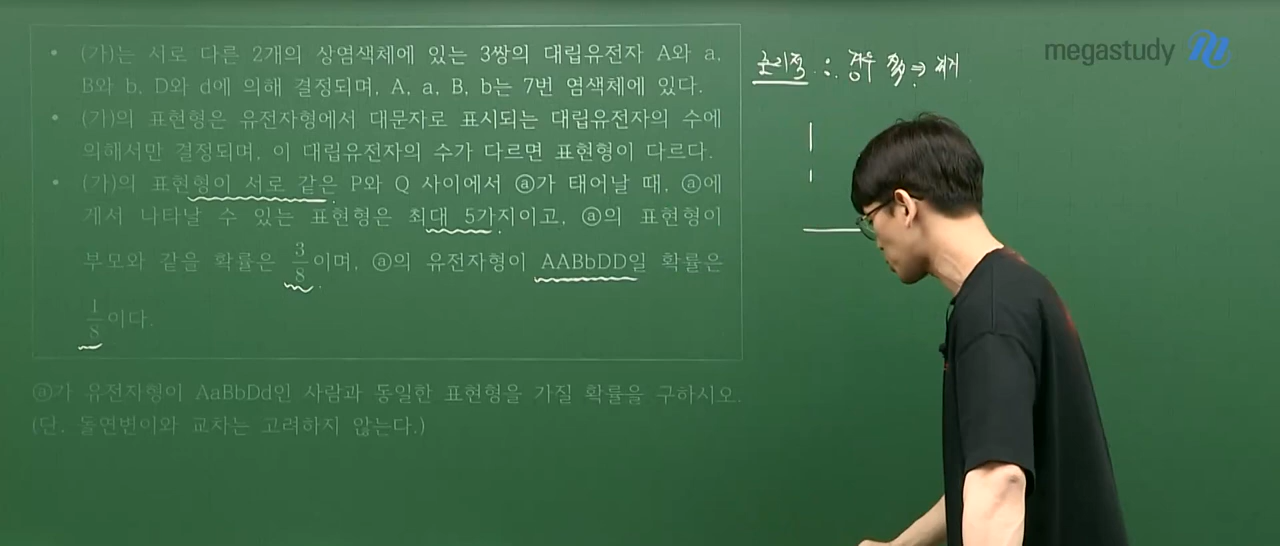 • (가)는 서로 다른 2개의 상염색체에 있는 3쌍의 대립유전자 A와 a,
B와 b, D와 d에 의해 결정되며, A, a, B, b는 7번 염색체에 있다.
• (가)의 표현형은 유전자형에서 대문자로 표시되는 대립유전자의 수에
의해서만 결정되며, 이 대립유전자의 수가 다르면 표현형이 다르다.
• (가)의 표현형이 서로 같은 P와 Q 사이에서 ⓐ가 태어날 때, ⓐ에
게서 나타날 수 있는 표현형은 최대 5가지이고, ⓐ의 표현형이
부모와 같을 확률은 3/8이며, ⓐ의 유전자형이 AABbDD일 확률은
1/8이다.
ⓐ가 유전자형이 AaBbDd인 사람과 동일한 표현형을 가질 확률을 구하시오.
(단, 돌연변이와 교차는 고려하지 않는다.)
megastudy